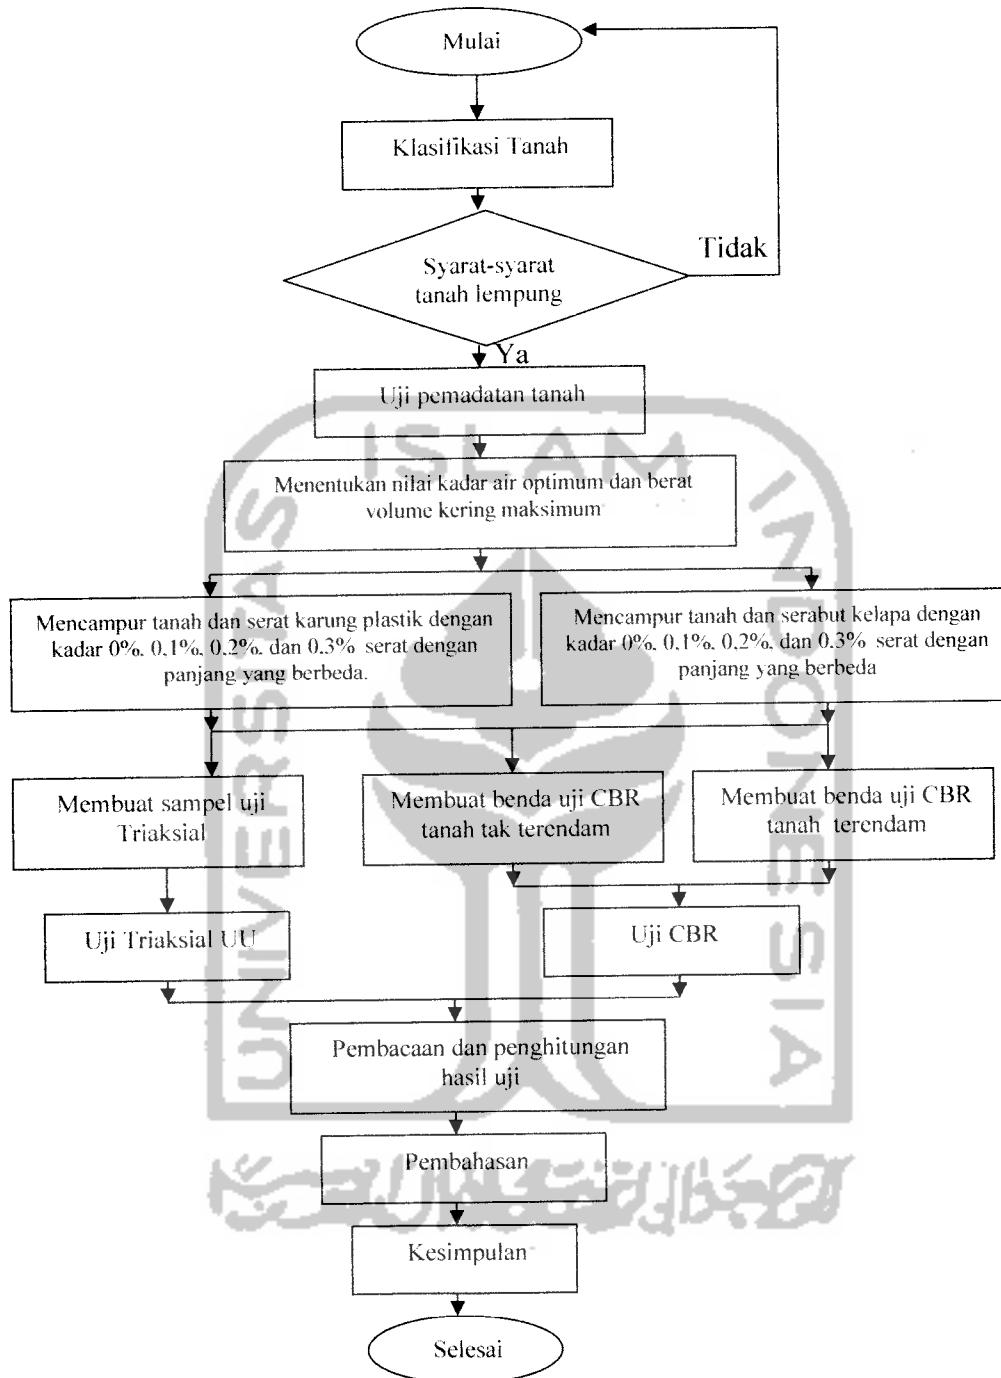 Mulai
Klasifikasi Tanah
Syarat-syarat
tanah lempung
Tidak
Ya
Uji pemadatan tanah
Menentukan nilai kadar air optimum dan berat
volume kering maksimum
Mencampur tanah dan serat karung plastik dengan
kadar 0%, 0,1%, 0,2%, dan 0.3% serat dengan
panjang yang berbeda.
Mencampur tanah dan serabut kelapa dengan
kadar 0%, 0,1%, 0,2%, dan 0.3% serat dengan
panjang yang berbeda
Membuat sampel uji
Triaksial
Membuat benda uji CBR
tanah tak terendam
Membuat benda uji CBR
tanah terendam
Uji Triaksial UU
Uji CBR
Pembacaan dan penghitungan
hasil uji
Pembahasan
Kesimpulan
Selesai
UNIVERSITAS
ISLAM
INDONESIA